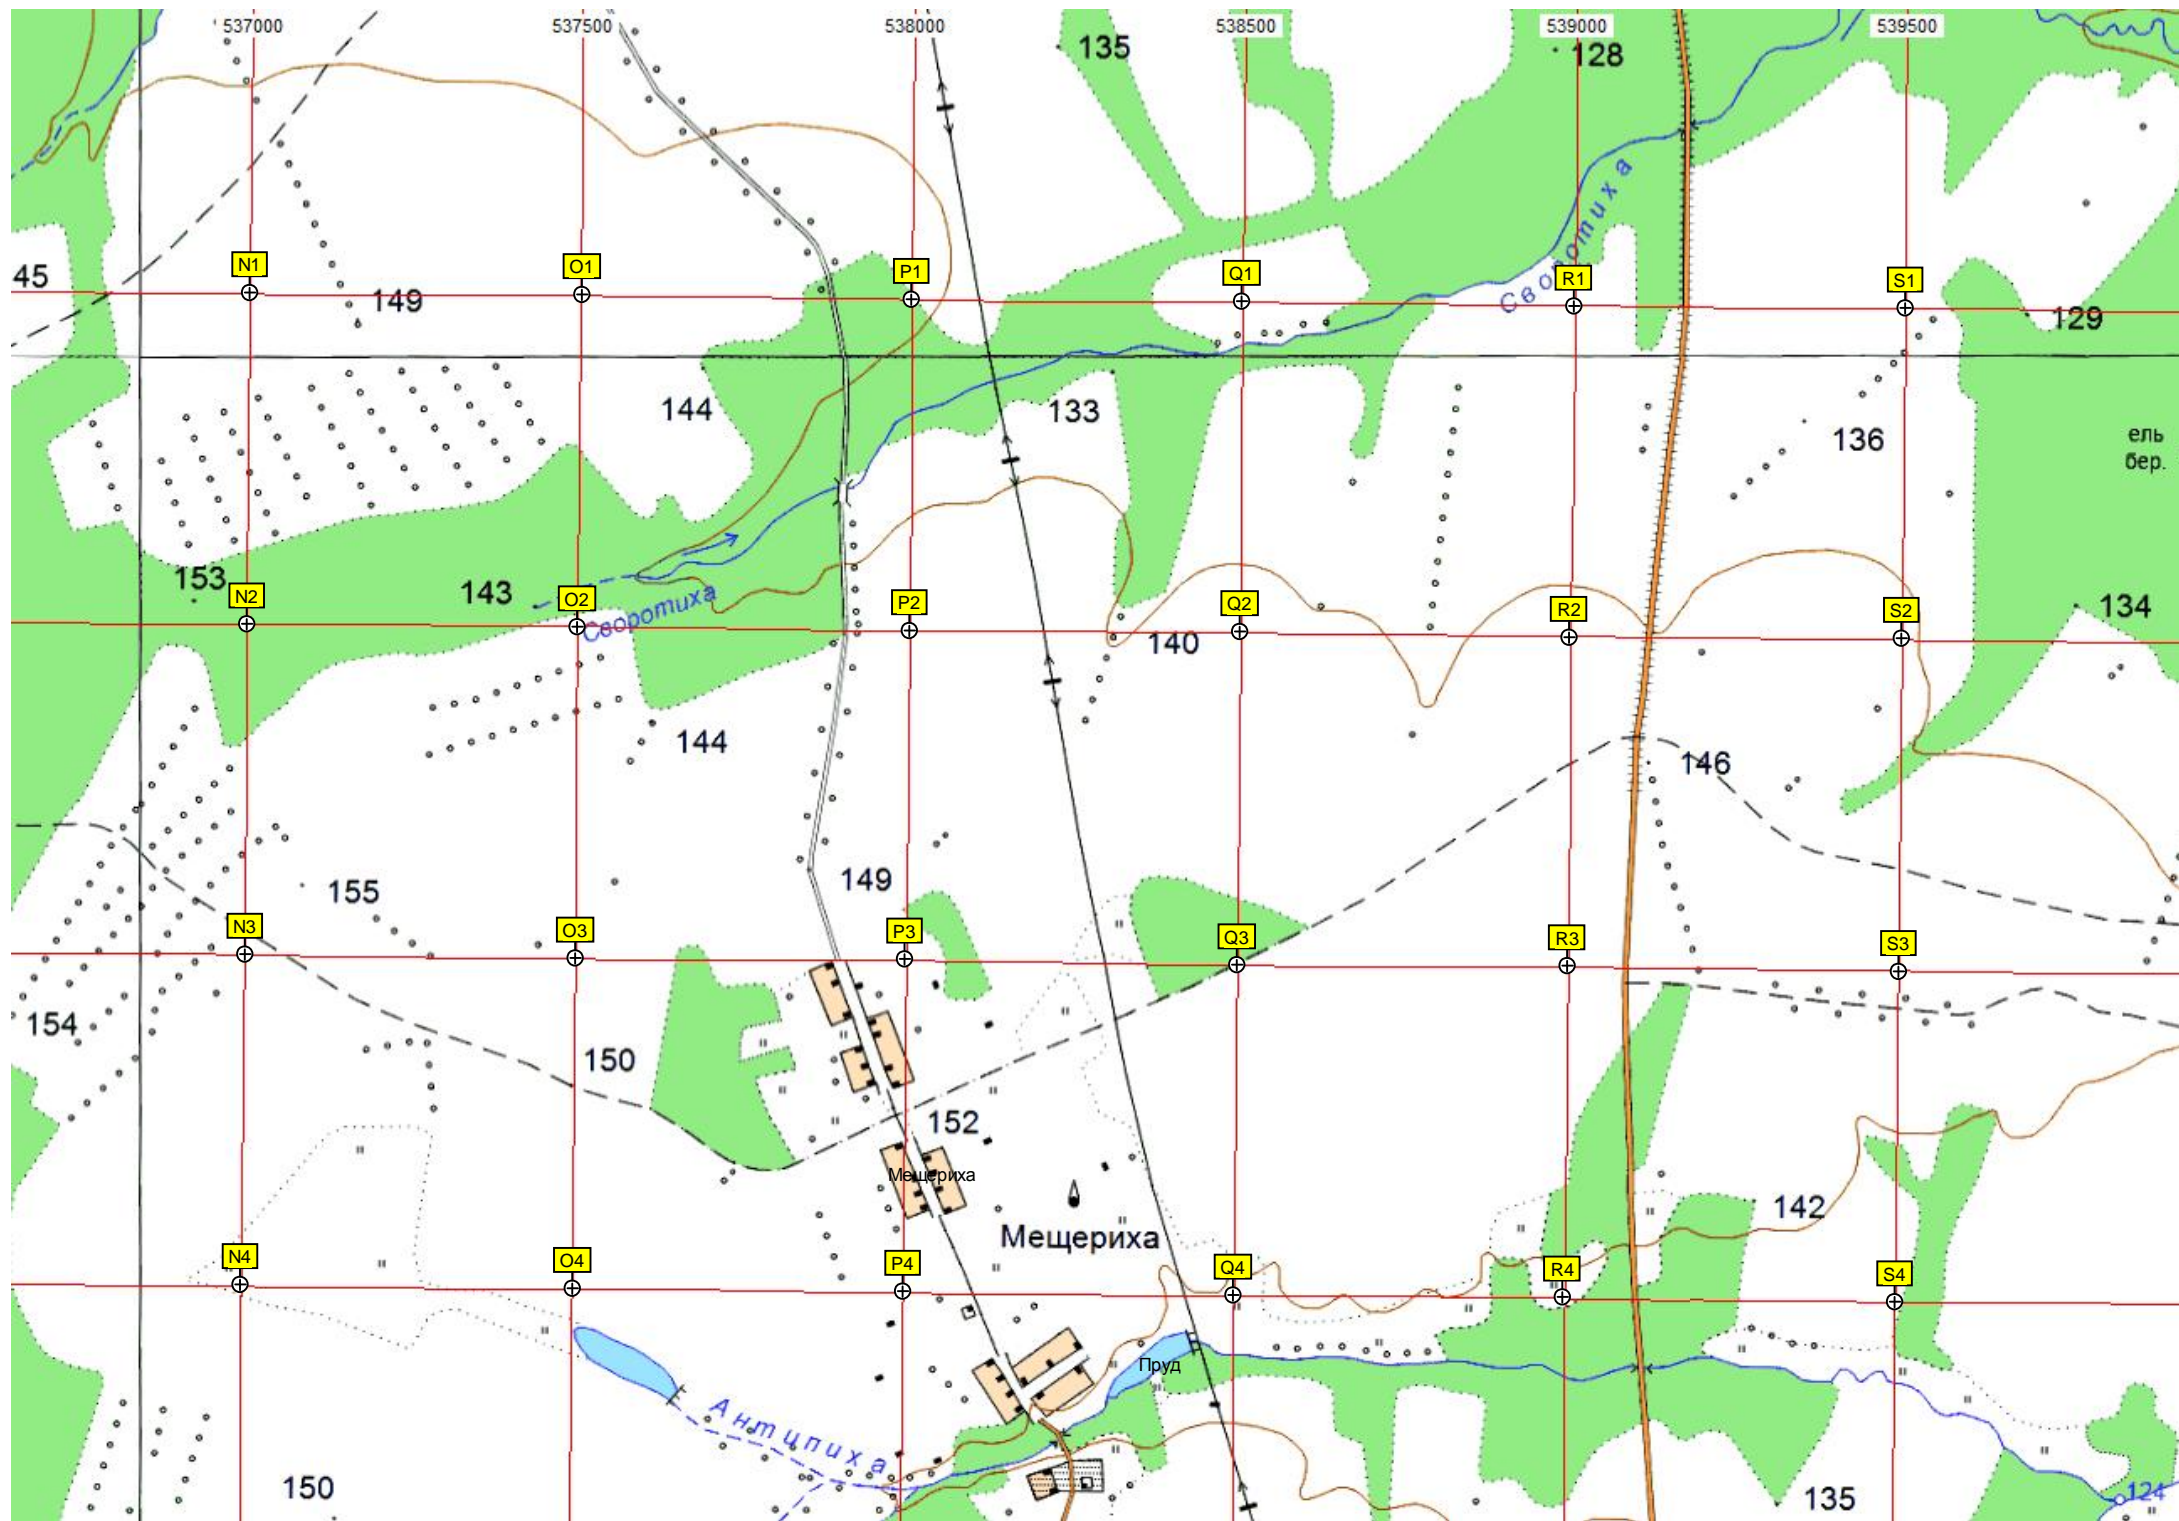 537000 537500 538000 538500 539000 539500
135 128
Своротиха
N1 O1 P1 Q1 R1 S1
45 149 129
144 133 136
ель
бер.
153 143
N2 O2 P2 Q2 R2 S2
Своротиха
140 134
144 146
155 149
N3 O3 P3 Q3 R3 S3
154 150
152
Мещериха
142
Мещериха
N4 O4 P4 Q4 R4 S4
Пруд
Антипиха
150 135 124